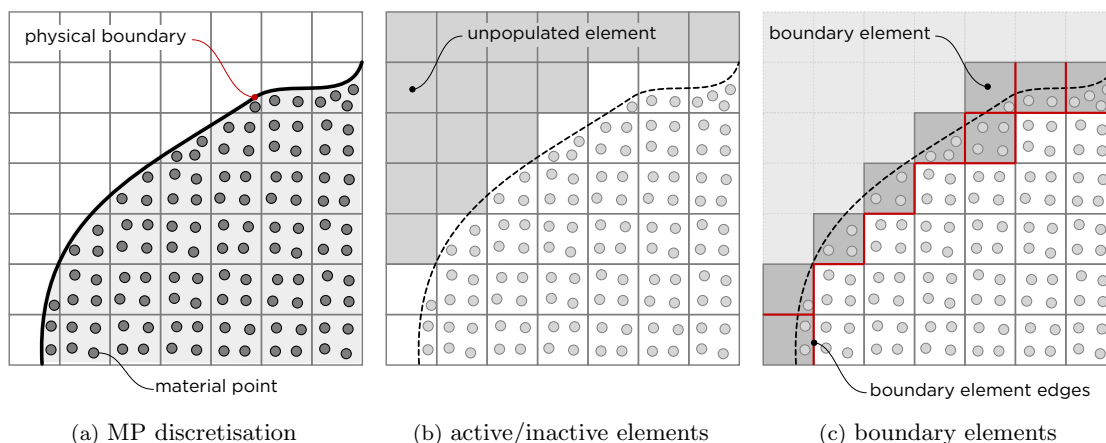 physical boundary
unpopulated element
boundary element
material point
boundary element edges
(a) MP discretisation
(b) active/inactive elements
(c) boundary elements